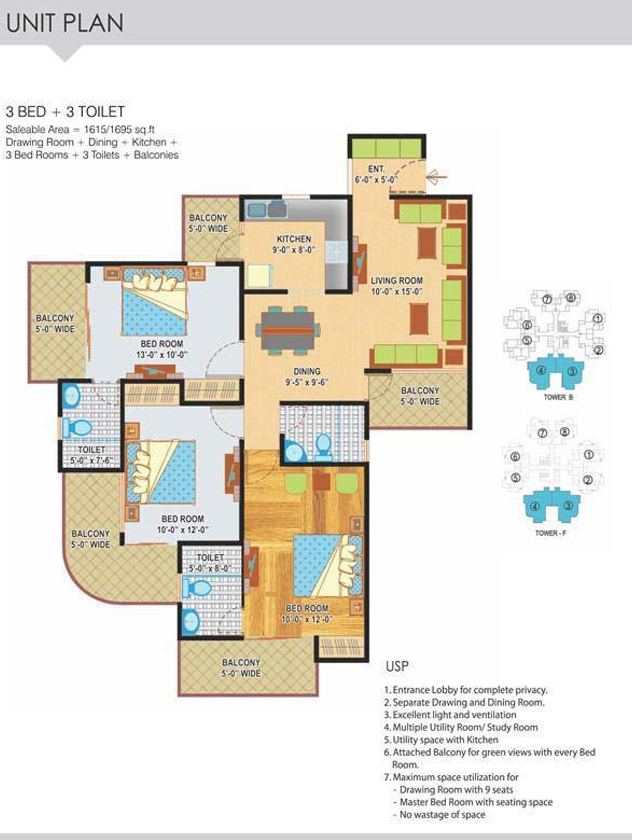 UNIT PLAN
3 BED + 3 TOILET
Saleable Area = 1615/1695 sq.ft
Drawing Room + Dining + Kitchen +
3 Bed Rooms + 3 Toilets + Balconies
ENT.
6'-0" x 5'-0"
BALCONY
5'-0" WIDE
KITCHEN
9'-0" x 8'-0"
LIVING ROOM
10'-0" x 15'-0"
BALCONY
5'-0" WIDE
BED ROOM
13'-0" x 10'-0"
DINING
9'-5" x 9'-6"
BALCONY
5'-0" WIDE
TOILET
5'-0" x 7'-6"
BED ROOM
10'-0" x 12'-0"
BALCONY
5'-0" WIDE
TOILET
5'-0" x 8'-0"
BED ROOM
10'-0" x 12'-0"
BALCONY
5'-0" WIDE
7 8
6 1
5 2
4 3
TOWER B
7 8
6 1
5 2
4 3
TOWER - F
USP
1. Entrance Lobby for complete privacy.
2. Separate Drawing and Dining Room.
3. Excellent light and ventilation
4. Multiple Utility Room/ Study Room
5. Utility space with Kitchen
6. Attached Balcony for green views with every Bed
Room.
7. Maximum space utilization for
- Drawing Room with 9 seats
- Master Bed Room with seating space
- No wastage of space